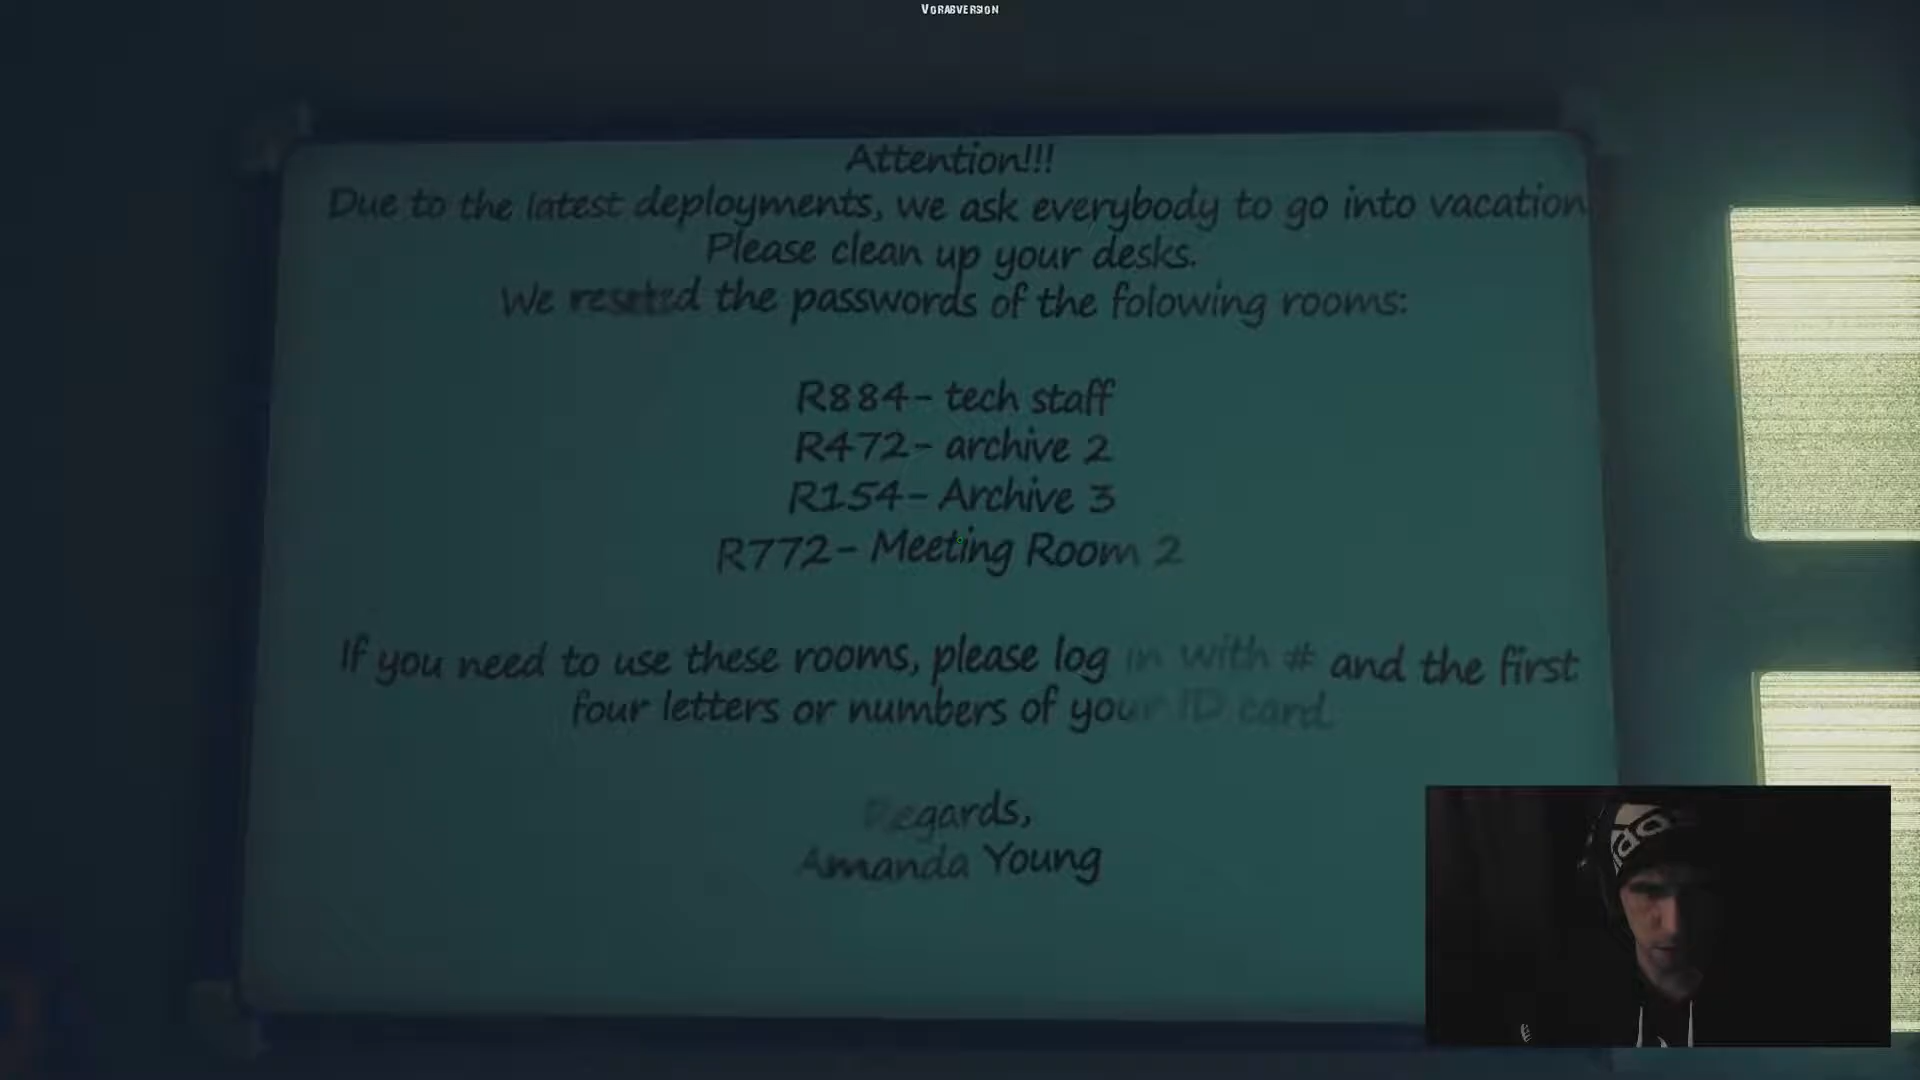 VORABVERSION
Attention!!!
Due to the latest deployments, we ask everybody to go into vacation
Please clean up your desks.
We reseted the passwords of the folowing rooms:
R884- tech staff
R472- archive 2
R154- Archive 3
R772- Meeting Room 2
If you need to use these rooms, please log in with # and the first
four letters or numbers of your ID card.
Regards,
Amanda Young
adidas